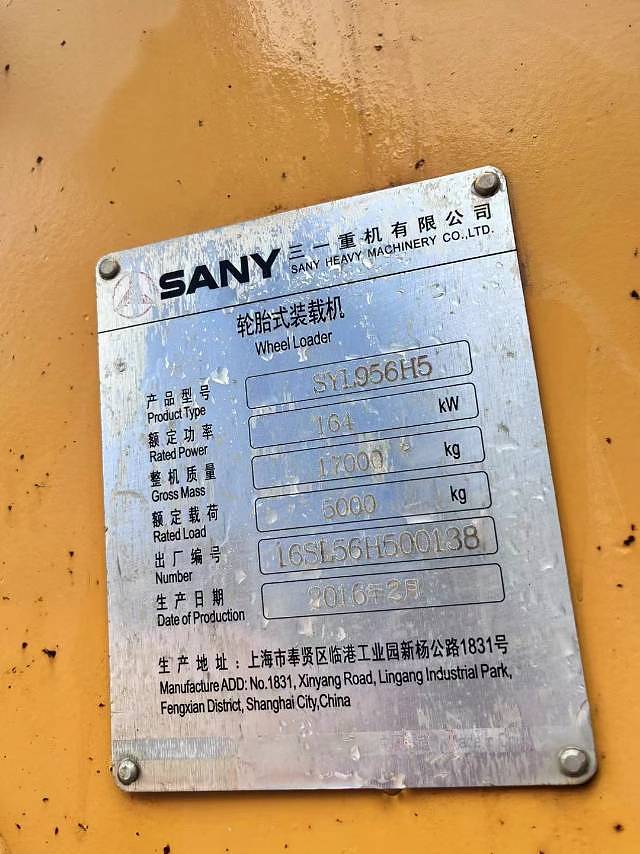 SANY 三一重机有限公司
SANY HEAVY MACHINERY CO.,LTD.
轮胎式装载机
Wheel Loader
产品型号 SYL956H5
Product Type
额定功率 164 kW
Rated Power
整机质量 17000 kg
Gross Mass
额定载荷 5000 kg
Rated Load
出厂编号 16SL56H500138
Number
生产日期 2016年2月
Date of Production
生产地址：上海市奉贤区临港工业园新杨公路1831号
Manufacture ADD: No.1831, Xinyang Road, Lingang Industrial Park,
Fengxian District, Shanghai City,China